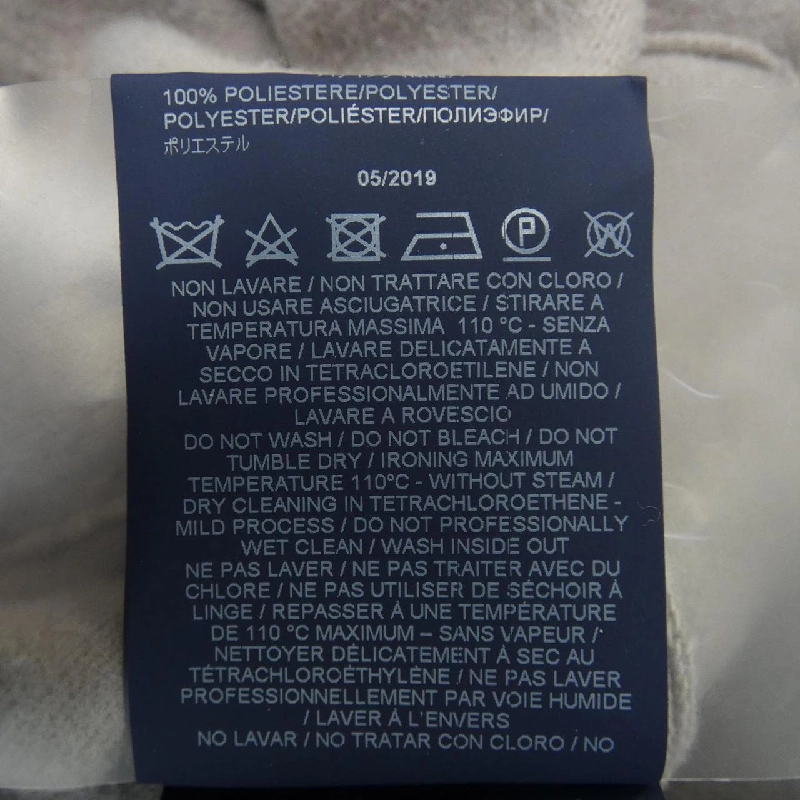 100% POLIESTERE/POLYESTER/
POLYESTER/POLIÉSTER/ПОЛИЭФИР/
ポリエステル
05/2019
P W
NON LAVARE / NON TRATTARE CON CLORO /
NON USARE ASCIUGATRICE / STIRARE A
TEMPERATURA MASSIMA 110 °C - SENZA
VAPORE / LAVARE DELICATAMENTE A
SECCO IN TETRACLOROETILENE / NON
LAVARE PROFESSIONALMENTE AD UMIDO /
LAVARE A ROVESCIO
DO NOT WASH / DO NOT BLEACH / DO NOT
TUMBLE DRY / IRONING MAXIMUM
TEMPERATURE 110°C - WITHOUT STEAM /
DRY CLEANING IN TETRACHLOROETHENE -
MILD PROCESS / DO NOT PROFESSIONALLY
WET CLEAN / WASH INSIDE OUT
NE PAS LAVER / NE PAS TRAITER AVEC DU
CHLORE / NE PAS UTILISER DE SÉCHOIR À
LINGE / REPASSER À UNE TEMPÉRATURE
DE 110 °C MAXIMUM – SANS VAPEUR /
NETTOYER DÉLICATEMENT À SEC AU
TÉTRACHLOROÉTHYLÈNE / NE PAS LAVER
PROFESSIONNELLEMENT PAR VOIE HUMIDE
/ LAVER À L'ENVERS
NO LAVAR / NO TRATAR CON CLORO / NO